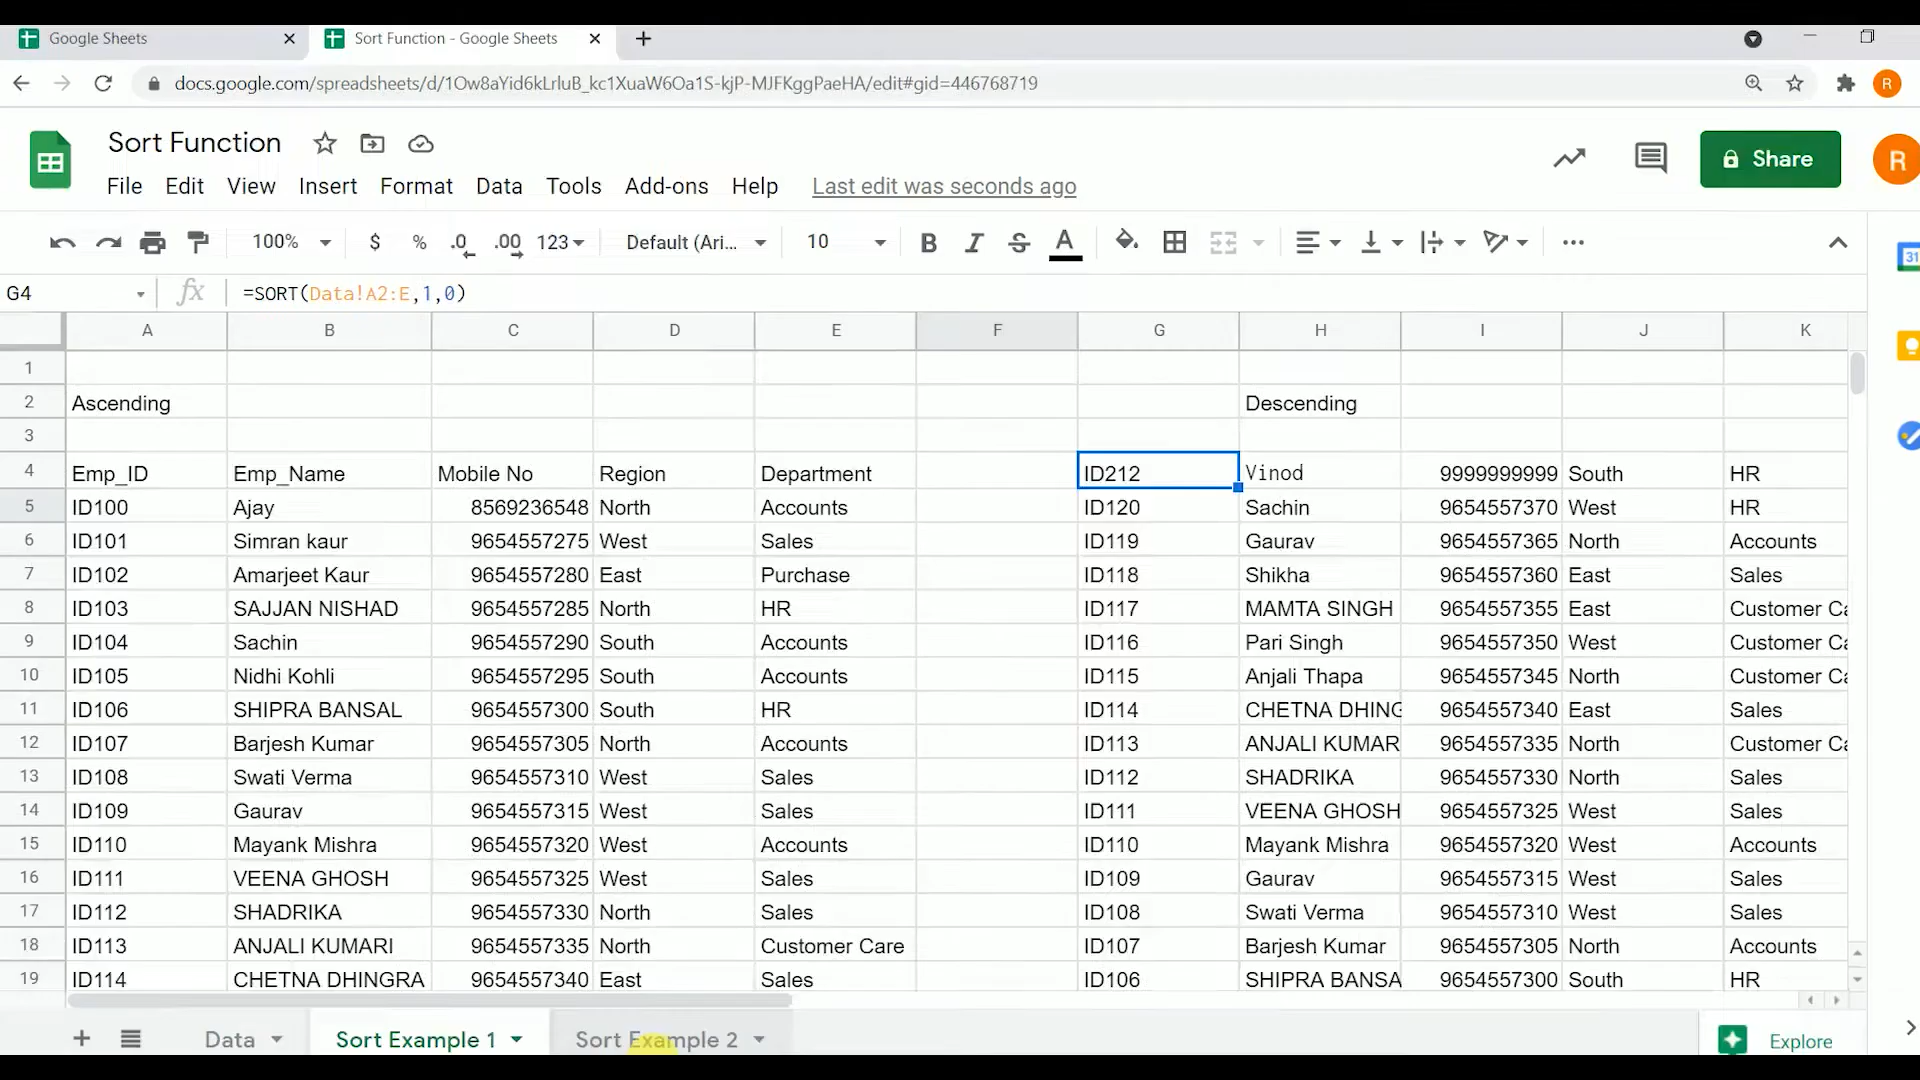 Google Sheets
Sort Function - Google Sheets
docs.google.com/spreadsheets/d/1Ow8aYid6kLrluB_kc1XuaW6Oa1S-kjP-MJFKggPaeHA/edit#gid=446768719
R
Sort Function
Share
R
File Edit View Insert Format Data Tools Add-ons Help Last edit was seconds ago
100% $ % .0 .00 123 Default (Ari... 10 B I S A
31
G4 fx =SORT(Data!A2:E,1,0)
A B C D E F G H I J K
1
2 Ascending Descending
3
4 Emp_ID Emp_Name Mobile No Region Department ID212 Vinod 9999999999 South HR
5 ID100 Ajay 8569236548 North Accounts ID120 Sachin 9654557370 West HR
6 ID101 Simran kaur 9654557275 West Sales ID119 Gaurav 9654557365 North Accounts
7 ID102 Amarjeet Kaur 9654557280 East Purchase ID118 Shikha 9654557360 East Sales
8 ID103 SAJJAN NISHAD 9654557285 North HR ID117 MAMTA SINGH 9654557355 East Customer Ca
9 ID104 Sachin 9654557290 South Accounts ID116 Pari Singh 9654557350 West Customer Ca
10 ID105 Nidhi Kohli 9654557295 South Accounts ID115 Anjali Thapa 9654557345 North Customer Ca
11 ID106 SHIPRA BANSAL 9654557300 South HR ID114 CHETNA DHING 9654557340 East Sales
12 ID107 Barjesh Kumar 9654557305 North Accounts ID113 ANJALI KUMAR 9654557335 North Customer Ca
13 ID108 Swati Verma 9654557310 West Sales ID112 SHADRIKA 9654557330 North Sales
14 ID109 Gaurav 9654557315 West Sales ID111 VEENA GHOSH 9654557325 West Sales
15 ID110 Mayank Mishra 9654557320 West Accounts ID110 Mayank Mishra 9654557320 West Accounts
16 ID111 VEENA GHOSH 9654557325 West Sales ID109 Gaurav 9654557315 West Sales
17 ID112 SHADRIKA 9654557330 North Sales ID108 Swati Verma 9654557310 West Sales
18 ID113 ANJALI KUMARI 9654557335 North Customer Care ID107 Barjesh Kumar 9654557305 North Accounts
19 ID114 CHETNA DHINGRA 9654557340 East Sales ID106 SHIPRA BANSA 9654557300 South HR
Data Sort Example 1 Sort Example 2 Explore